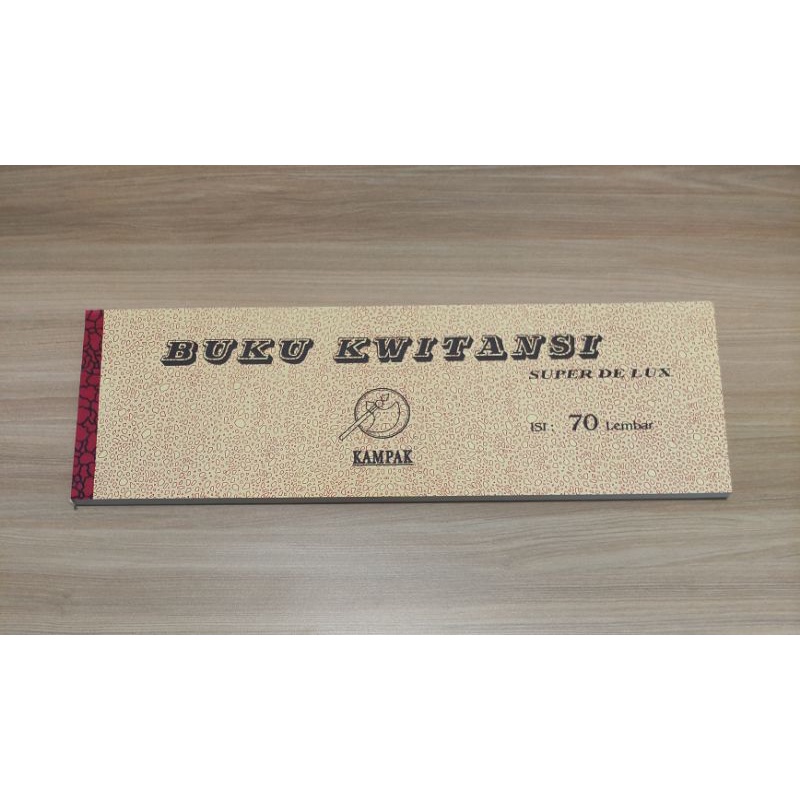 BUKU KWITANSI
SUPER DE LUX
ISI : 70 Lembar
KAMPAK